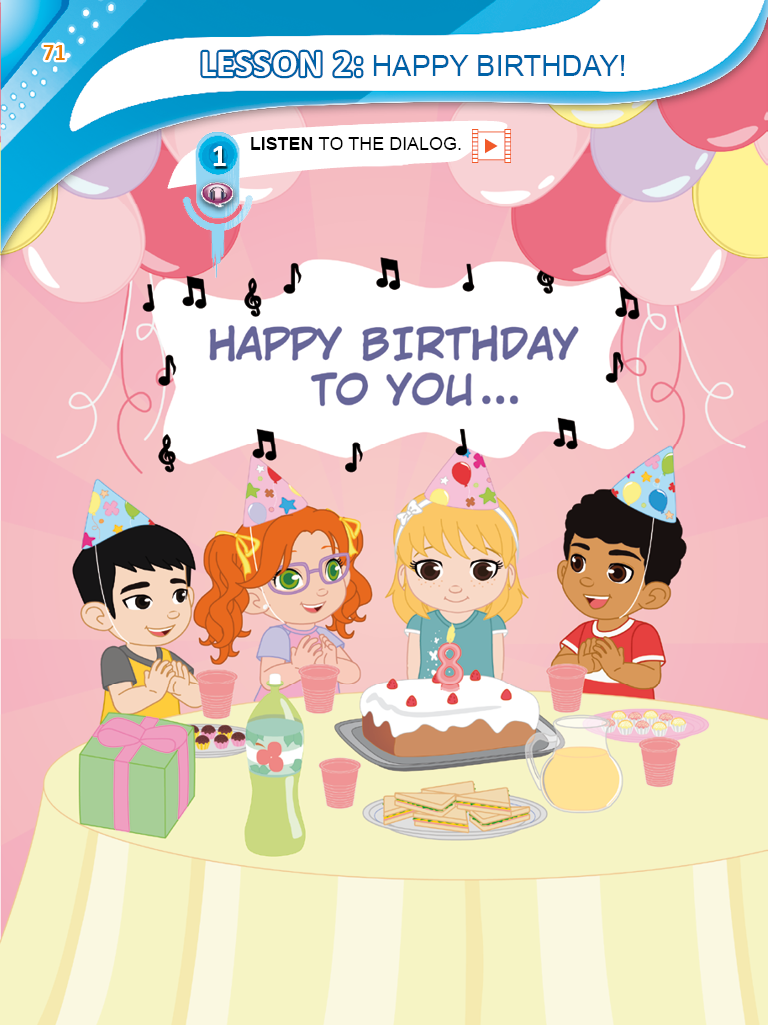 71
LESSON 2: HAPPY BIRTHDAY!
1
LISTEN TO THE DIALOG.
HAPPY BIRTHDAY
TO YOU...
8